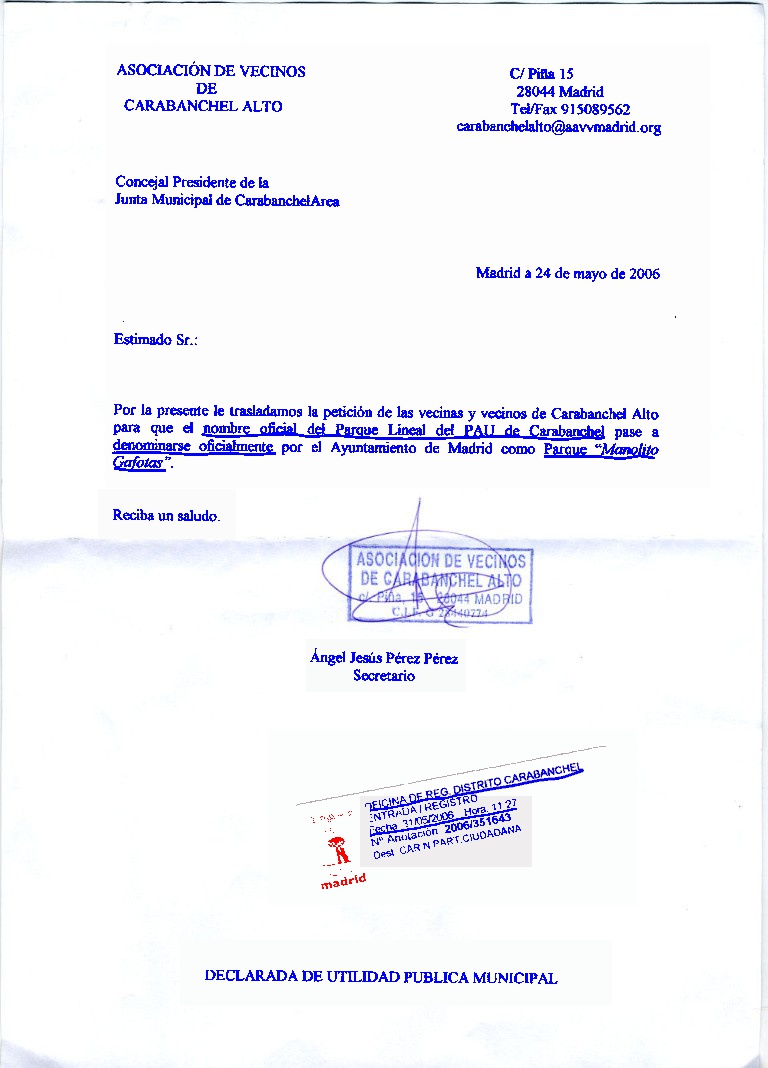 ASOCIACIÓN DE VECINOS
DE
CARABANCHEL ALTO
C/ Piña 15
28044 Madrid
Tel/Fax 915089562
carabanchelalto@aavvmadrid.org
Concejal Presidente de la
Junta Municipal de CarabanchelArea
Madrid a 24 de mayo de 2006
Estimado Sr.:
Por la presente le trasladamos la petición de las vecinas y vecinos de Carabanchel Alto
para que el nombre oficial del Parque Lineal del PAU de Carabanchel pase a
denominarse oficialmente por el Ayuntamiento de Madrid como Parque “Manolito
Gafotas”.
Reciba un saludo.
ASOCIACION DE VECINOS
DE CARABANCHEL ALTO
c/. Piña, 15 28044 MADRID
C.I.F. G 28440774
Ángel Jesús Pérez Pérez
Secretario
OFICINA DE REG. DISTRITO CARABANCHEL
ENTRADA / REGISTRO
Fecha 31/05/2006 Hora. 11 27
Nº Anotación 2006/351643
Dest CAR N PART.CIUDADANA
madrid
DECLARADA DE UTILIDAD PUBLICA MUNICIPAL